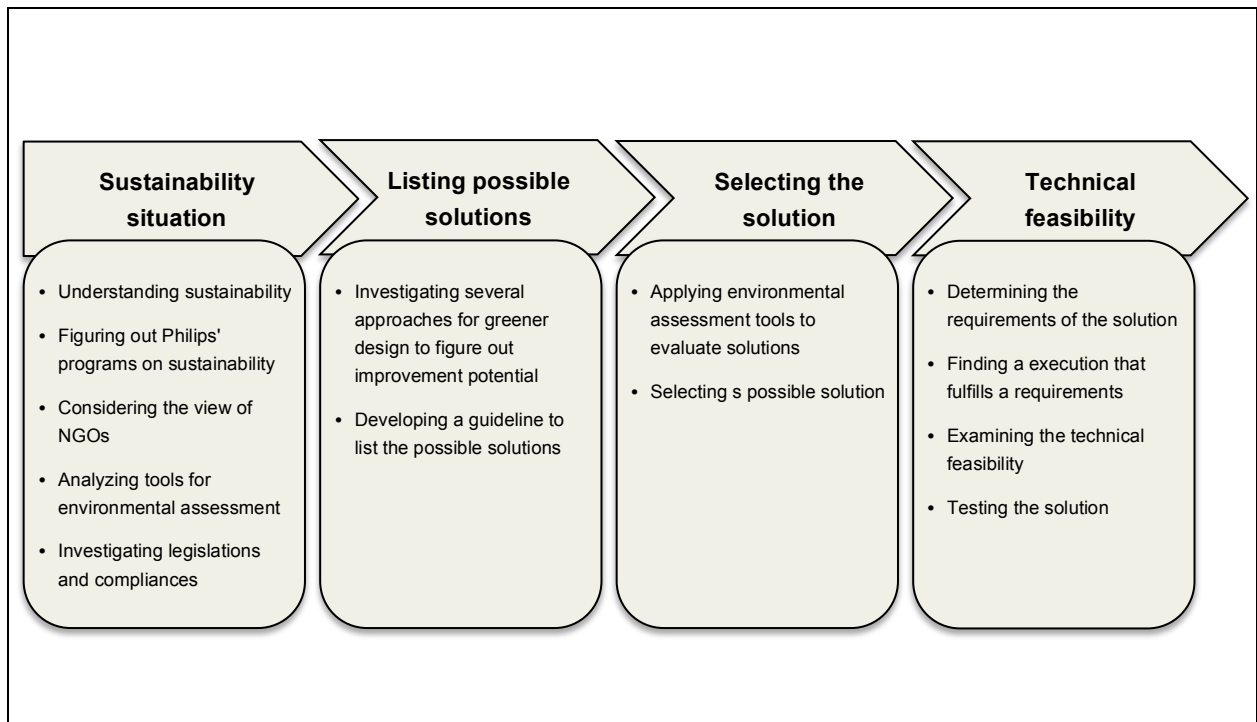 Sustainability
situation
• Understanding sustainability
• Figuring out Philips'
programs on sustainability
• Considering the view of
NGOs
• Analyzing tools for
environmental assessment
• Investigating legislations
and compliances
Listing possible
solutions
• Investigating several
approaches for greener
design to figure out
improvement potential
• Developing a guideline to
list the possible solutions
Selecting the
solution
• Applying environmental
assessment tools to
evaluate solutions
• Selecting s possible solution
Technical
feasibility
• Determining the
requirements of the solution
• Finding a execution that
fulfills a requirements
• Examining the technical
feasibility
• Testing the solution